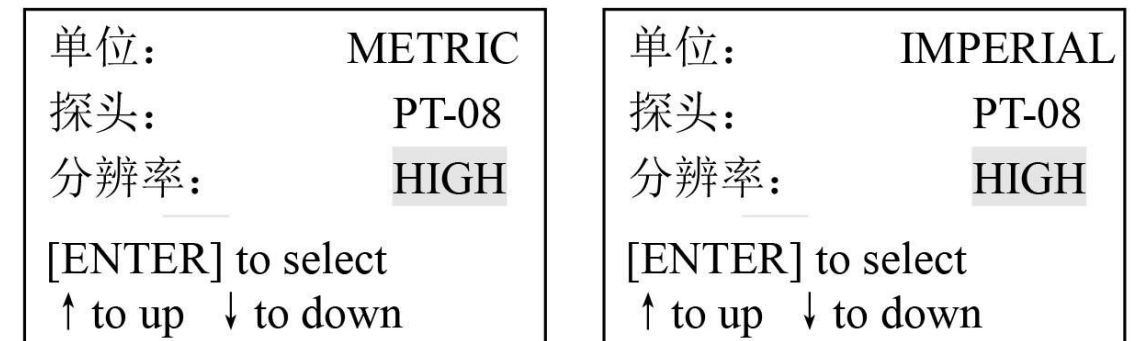 单位： METRIC
探头： PT-08
分辨率： HIGH
[ENTER] to select
↑ to up ↓ to down
单位： IMPERIAL
探头： PT-08
分辨率： HIGH
[ENTER] to select
↑ to up ↓ to down